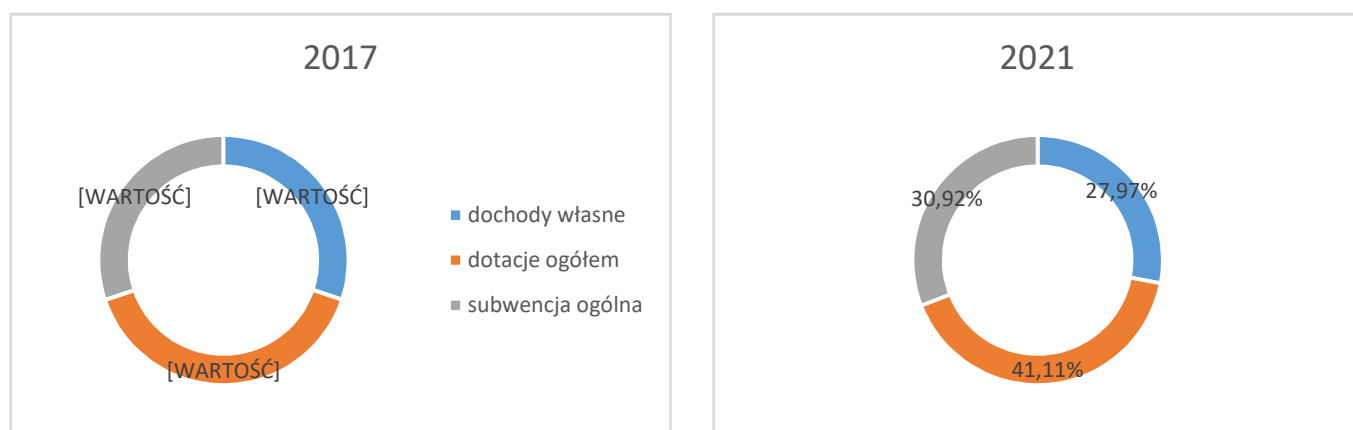 2017
[WARTOŚĆ]
[WARTOŚĆ]
[WARTOŚĆ]
dochody własne
dotacje ogółem
subwencja ogólna
2021
30,92%
27,97%
41,11%